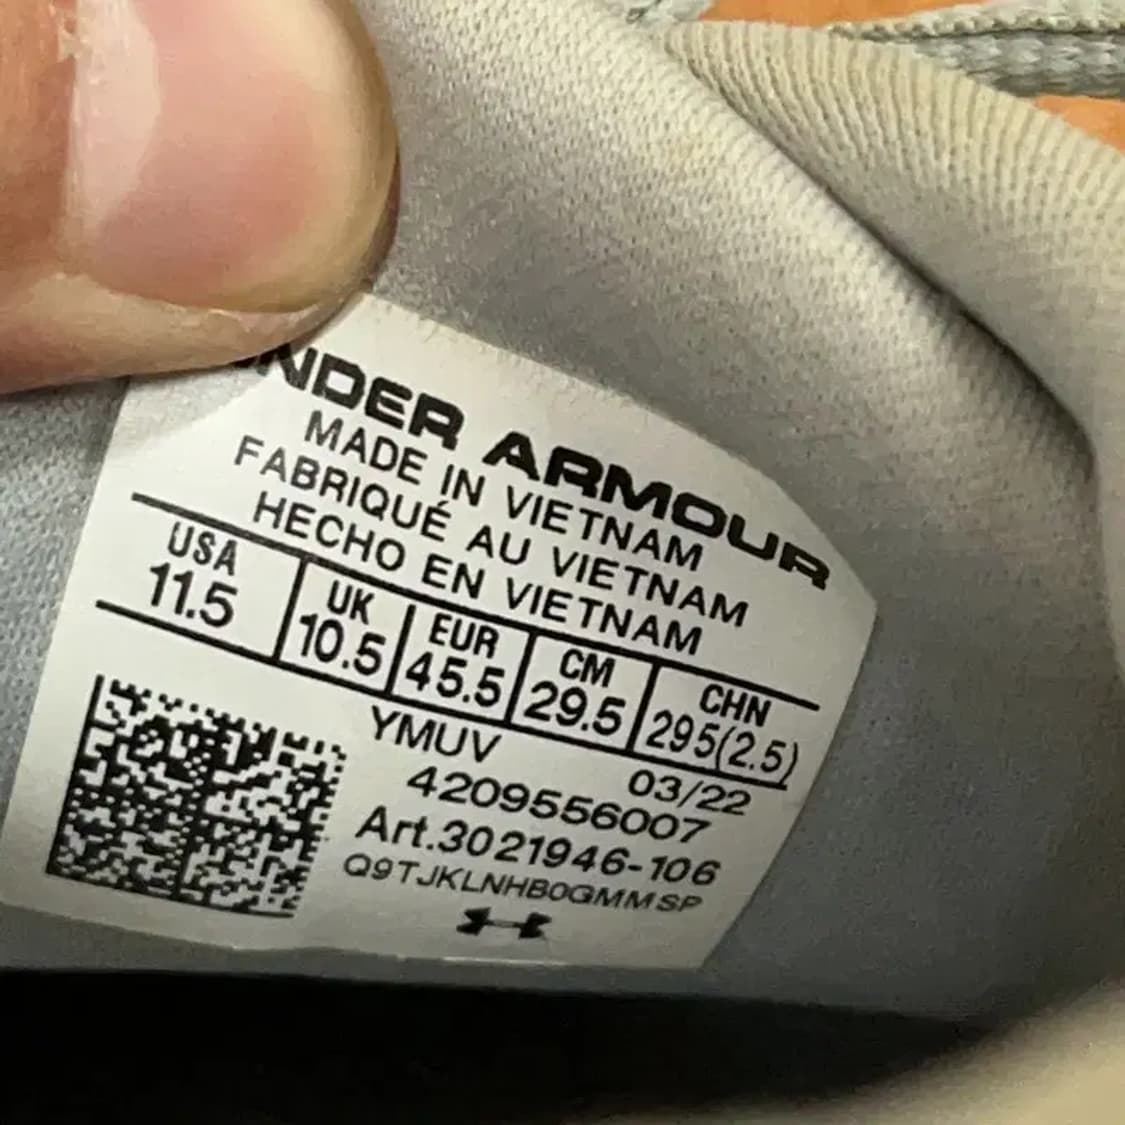 UNDER ARMOUR
MADE IN VIETNAM
FABRIQUÉ AU VIETNAM
HECHO EN VIETNAM
USA UK EUR CM CHN
11.5 10.5 45.5 29.5 295(2.5)
YMUV 03/22
4209556007
Art.3021946-106
Q9TJKLNHB0GMMSP